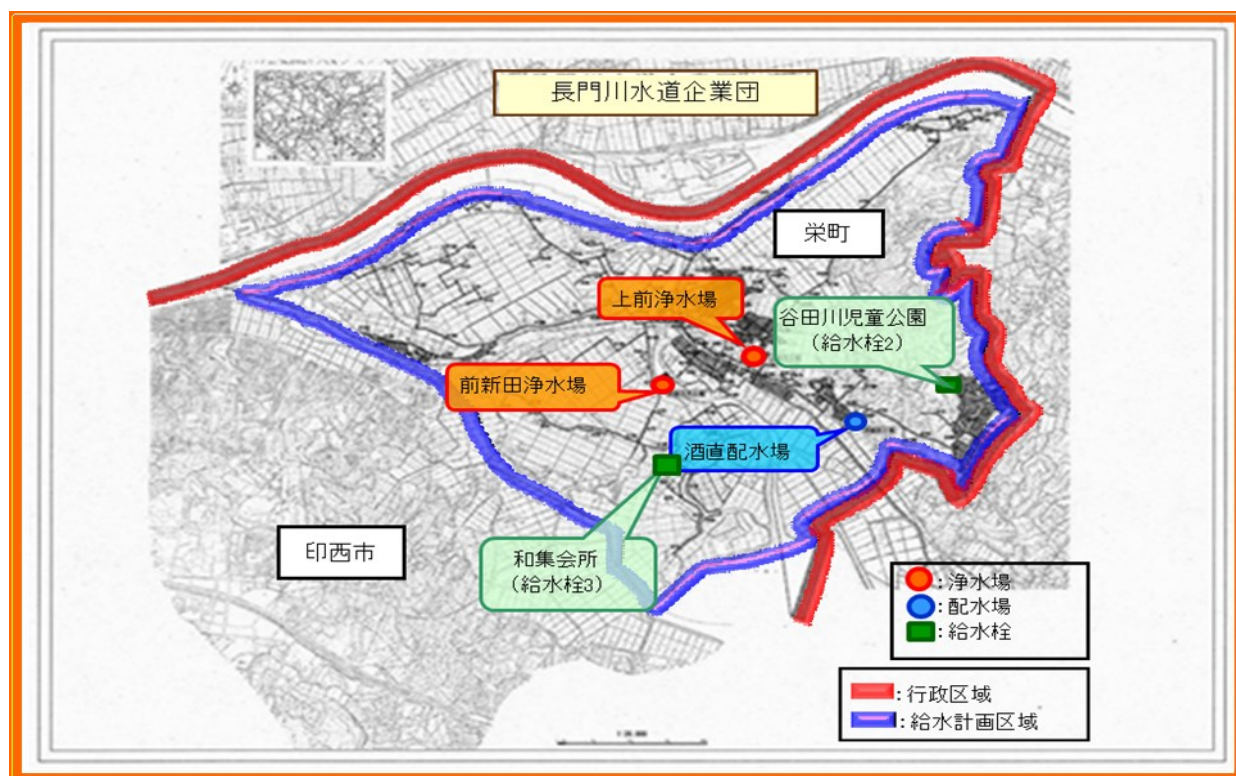 長門川水道企業団
栄町
上前浄水場
谷田川児童公園
(給水栓2)
前新田浄水場
酒直配水場
印西市
和集会所
(給水栓3)
:浄水場
:配水場
:給水栓
:行政区域
:給水計画区域